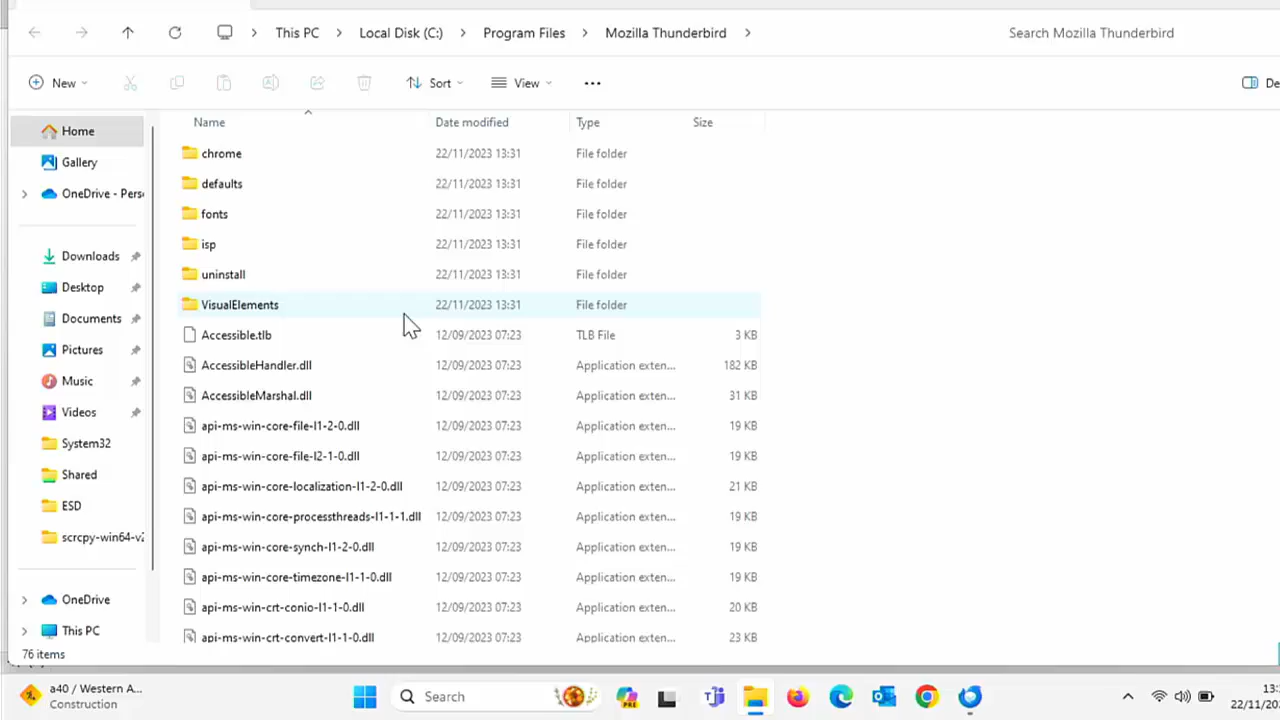 This PC > Local Disk (C:) > Program Files > Mozilla Thunderbird >
Search Mozilla Thunderbird
New Sort View ...
Name Date modified Type Size
Home
Gallery
OneDrive - Pers
Downloads
Desktop
Documents
Pictures
Music
Videos
System32
Shared
ESD
scrcpy-win64-v2
OneDrive
This PC
chrome 22/11/2023 13:31 File folder
defaults 22/11/2023 13:31 File folder
fonts 22/11/2023 13:31 File folder
isp 22/11/2023 13:31 File folder
uninstall 22/11/2023 13:31 File folder
VisualElements 22/11/2023 13:31 File folder
Accessible.tlb 12/09/2023 07:23 TLB File 3 KB
AccessibleHandler.dll 12/09/2023 07:23 Application exten... 182 KB
AccessibleMarshal.dll 12/09/2023 07:23 Application exten... 31 KB
api-ms-win-core-file-l1-2-0.dll 12/09/2023 07:23 Application exten... 19 KB
api-ms-win-core-file-l2-1-0.dll 12/09/2023 07:23 Application exten... 19 KB
api-ms-win-core-localization-l1-2-0.dll 12/09/2023 07:23 Application exten... 21 KB
api-ms-win-core-processthreads-l1-1-1.dll 12/09/2023 07:23 Application exten... 19 KB
api-ms-win-core-synch-l1-2-0.dll 12/09/2023 07:23 Application exten... 19 KB
api-ms-win-core-timezone-l1-1-0.dll 12/09/2023 07:23 Application exten... 19 KB
api-ms-win-crt-conio-l1-1-0.dll 12/09/2023 07:23 Application exten... 20 KB
api-ms-win-crt-convert-l1-1-0.dll 12/09/2023 07:23 Application exten... 23 KB
76 items
a40 / Western A...
Construction
Search
PRE
22/11/20